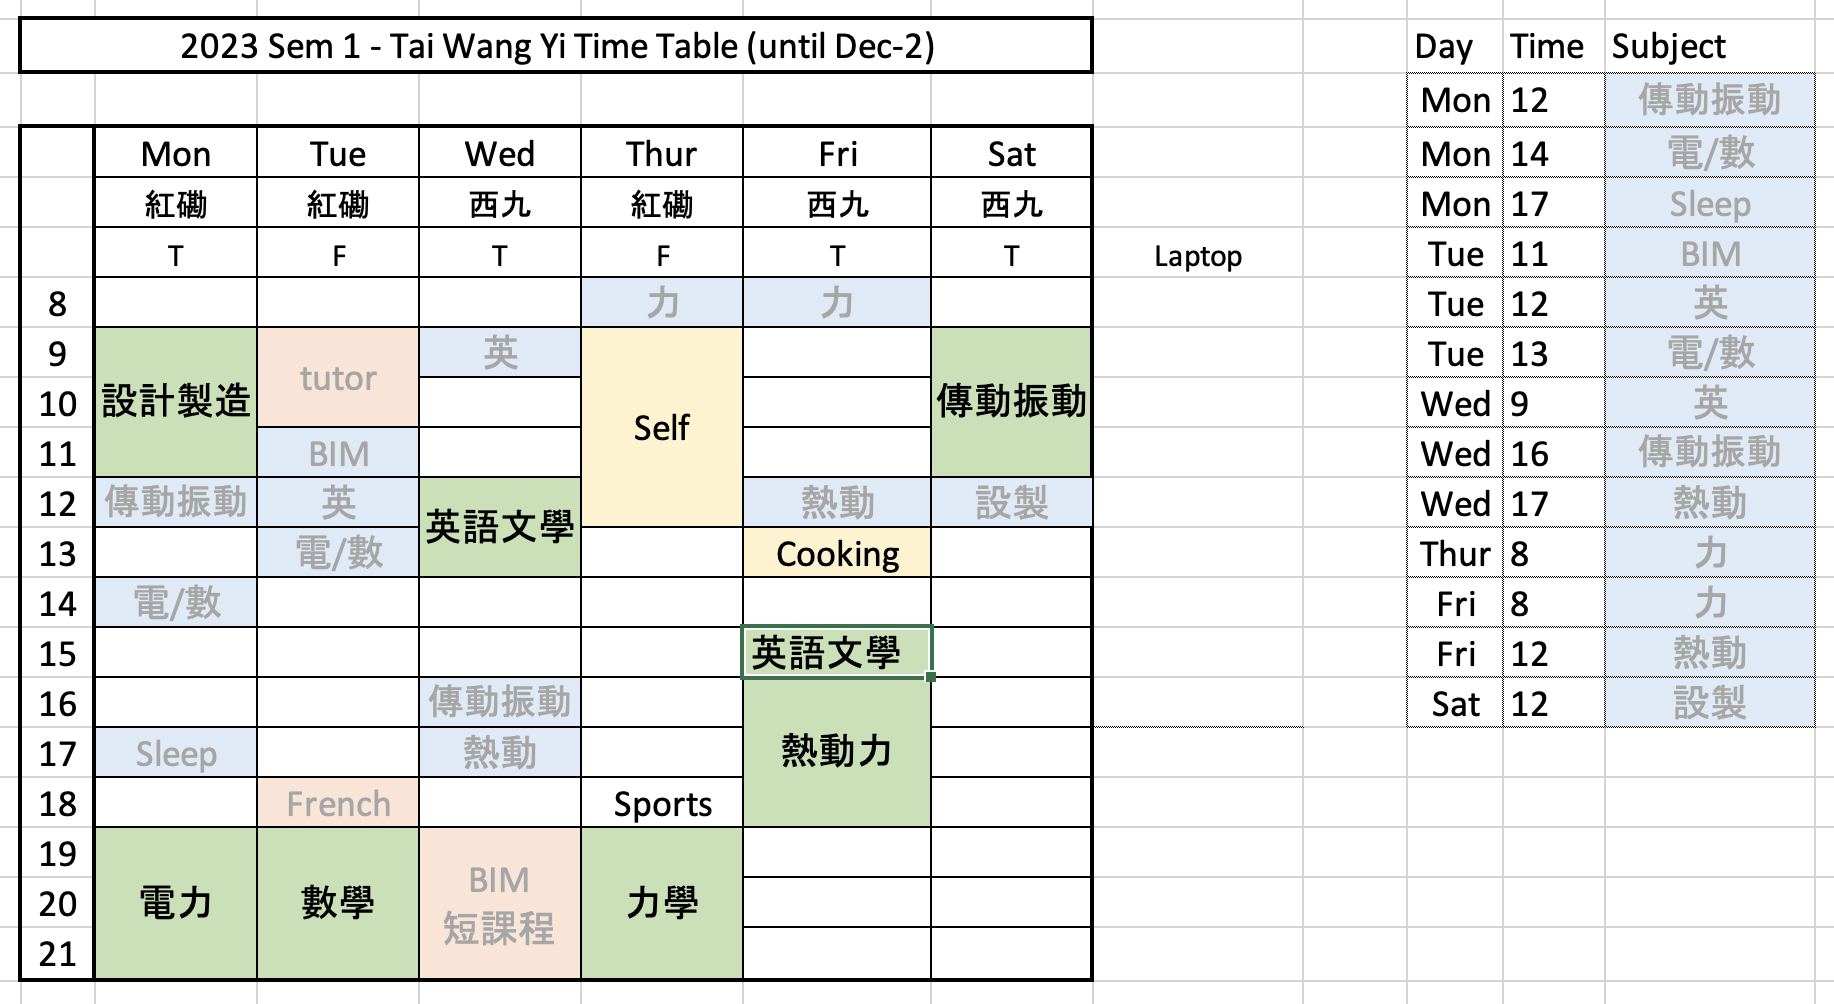 2023 Sem 1 - Tai Wang Yi Time Table (until Dec-2)
Day Time Subject
Mon 12 傳動振動
Mon Tue Wed Thur Fri Sat
Mon 14 電/數
紅磡 紅磡 西九 紅磡 西九 西九
Mon 17 Sleep
T F T F T T Laptop
Tue 11 BIM
8 力 力
Tue 12 英
9 英
Tue 13 電/數
tutor
10 設計製造 傳動振動
Wed 9 英
Self
11 BIM
Wed 16 傳動振動
12 傳動振動 英 熱動 設製
Wed 17 熱動
英語文學
13 電/數 Cooking
Thur 8 力
14 電/數
Fri 8 力
15 英語文學
Fri 12 熱動
16 傳動振動
Sat 12 設製
17 Sleep 熱動 熱動力
18 French Sports
19
BIM
20 電力 數學 力學
短課程
21